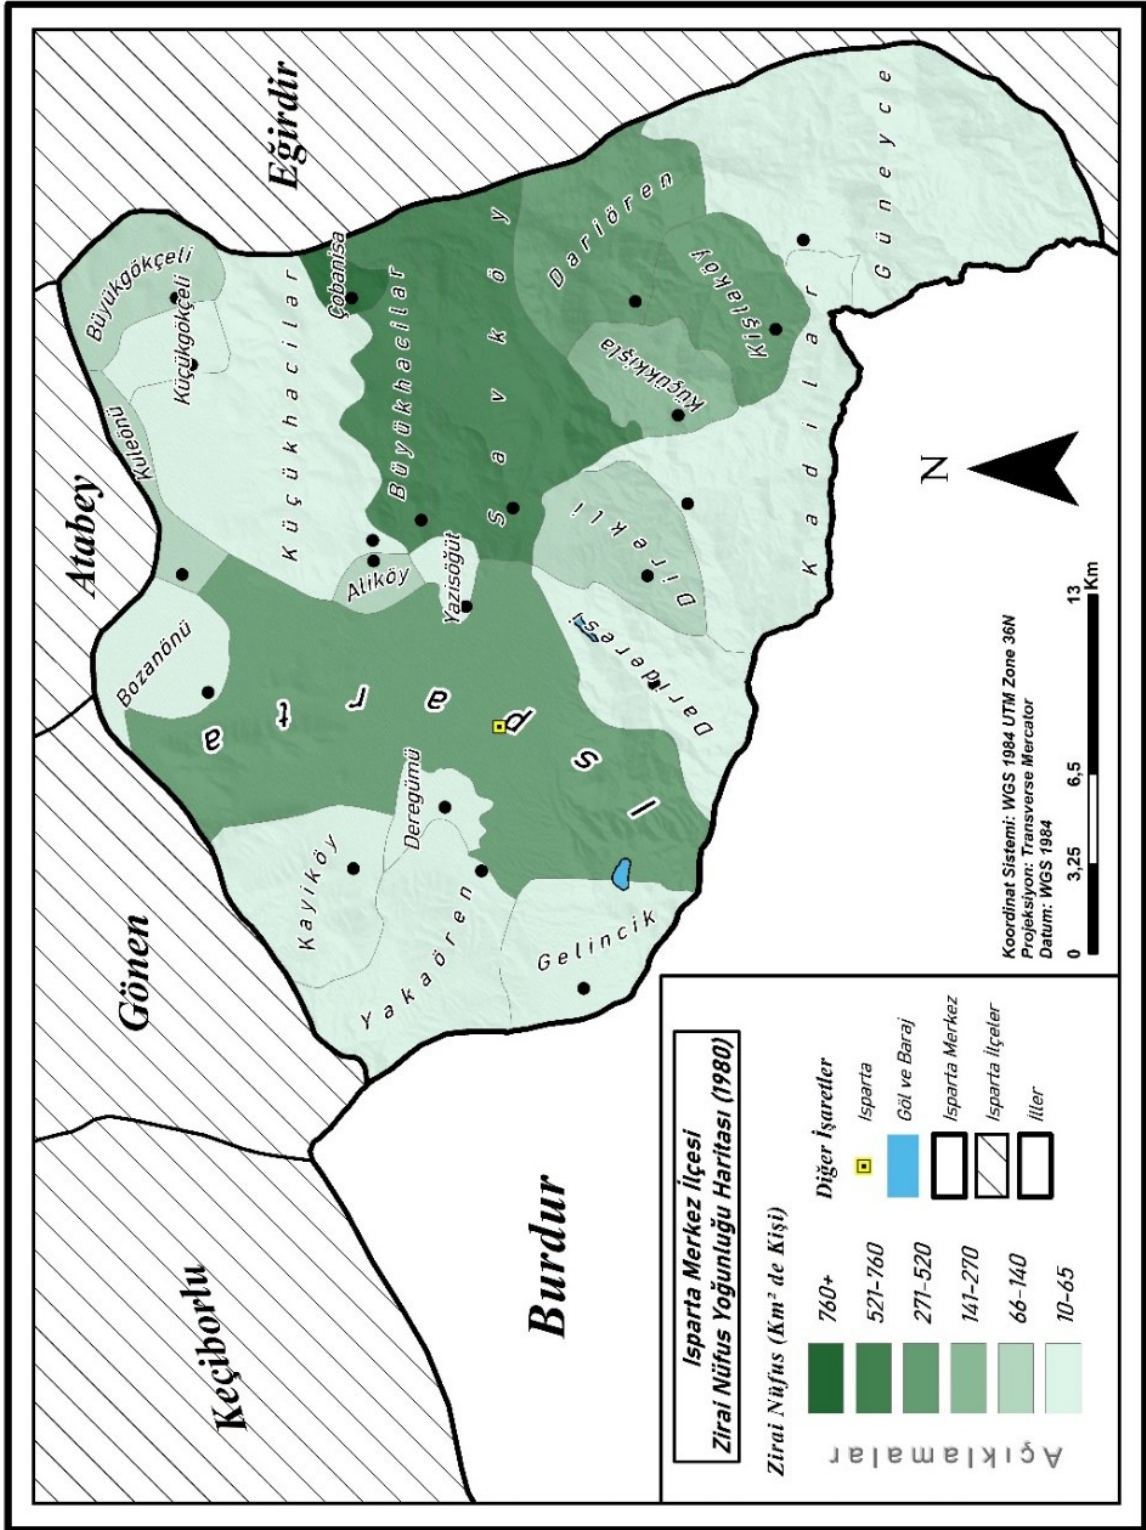 Keçiborlu
Gönen
Atabey
Eğirdir
Burdur
Bozanönü
Kuleönü
Büyükgökçeli
Küçükgökçeli
Küçükhacılar
Çobanisa
Büyükhacılar
Savköy
Aliköy
Yazısöğüt
Isparta
Kayıköy
Deregümü
Yakaören
Gelincik
Darıderesi
Direkli
Darıören
Küçükkışla
Kışlaköy
Kadılar
Güneyce
N
Isparta Merkez İlçesi
Zirai Nüfus Yoğunluğu Haritası (1980)
Açıklamalar
Zirai Nüfus (Km² de Kişi)
760+
521-760
271-520
141-270
66-140
10-65
Diğer İşaretler
Isparta
Göl ve Baraj
Isparta Merkez
Isparta İlçeler
İller
Koordinat Sistemi: WGS 1984 UTM Zone 36N
Projeksiyon: Transverse Mercator
Datum: WGS 1984
0 3,25 6,5 13
Km